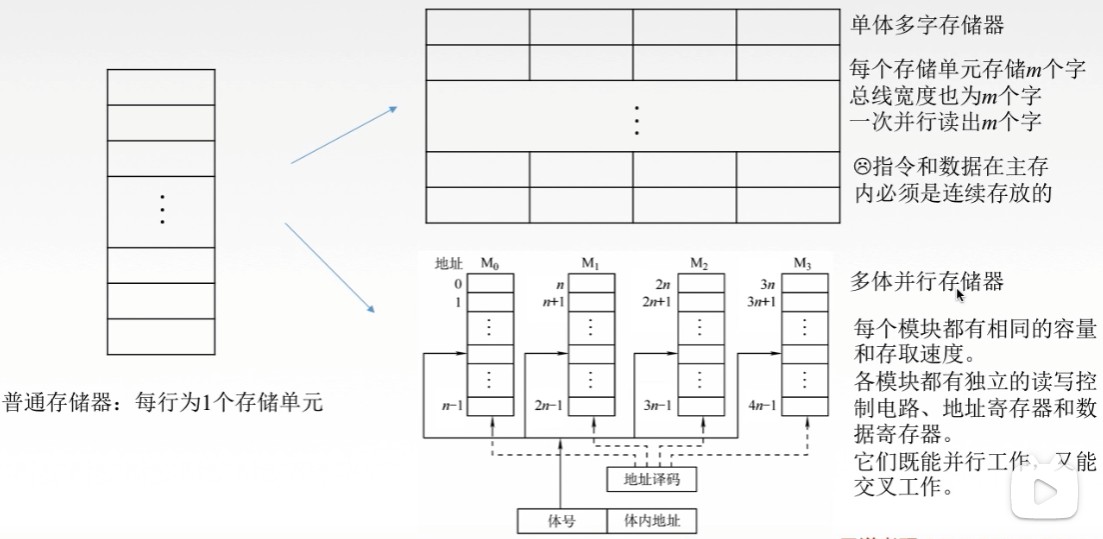 单体多字存储器
每个存储单元存储m个字
总线宽度也为m个字
一次并行读出m个字
☹指令和数据在主存
内必须是连续存放的
普通存储器：每行为1个存储单元
地址 M₀ M₁ M₂ M₃
0 n 2n 3n
1 n+1 2n+1 3n+1
n−1 2n−1 3n−1 4n−1
地址译码
体号 体内地址
多体并行存储器
每个模块都有相同的容量
和存取速度。
各模块都有独立的读写控
制电路、地址寄存器和数
据寄存器。
它们既能并行工作，又能
交叉工作。